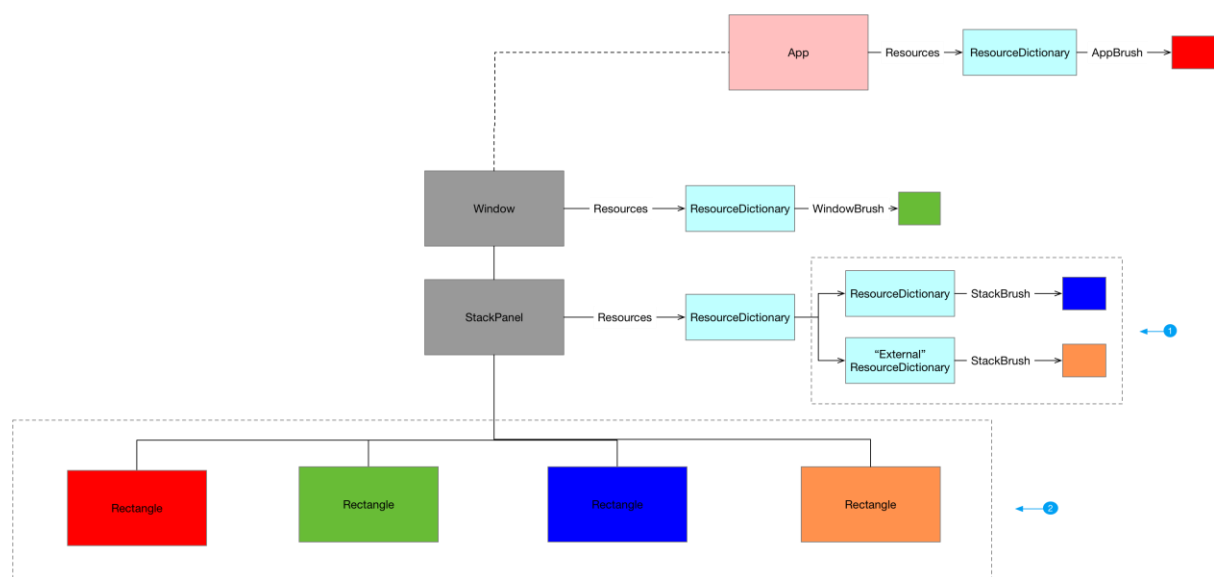 App
Resources
ResourceDictionary
AppBrush
Window
Resources
ResourceDictionary
WindowBrush
StackPanel
Resources
ResourceDictionary
ResourceDictionary
StackBrush
1
“External”
ResourceDictionary
StackBrush
Rectangle
Rectangle
Rectangle
Rectangle
2